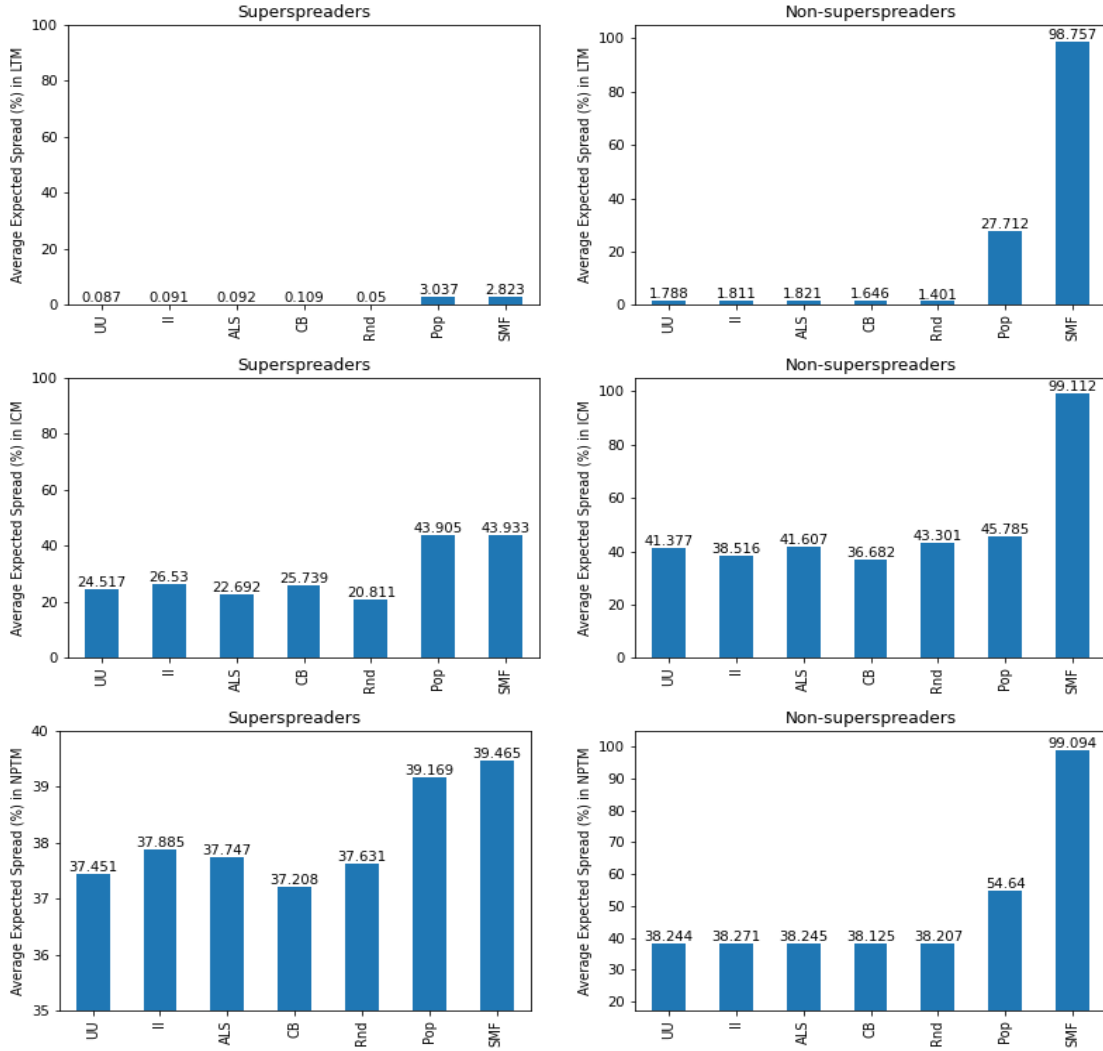 Superspreaders
Average Expected Spread (%) in LTM
100
80
60
40
20
0
0.087
0.091
0.092
0.109
0.05
3.037
2.823
UU
II
ALS
CB
Rnd
Pop
SMF
Non-superspreaders
Average Expected Spread (%) in LTM
100
80
60
40
20
0
1.788
1.811
1.821
1.646
1.401
27.712
98.757
UU
II
ALS
CB
Rnd
Pop
SMF
Superspreaders
Average Expected Spread (%) in ICM
100
80
60
40
20
0
24.517
26.53
22.692
25.739
20.811
43.905
43.933
UU
II
ALS
CB
Rnd
Pop
SMF
Non-superspreaders
Average Expected Spread (%) in ICM
100
80
60
40
20
0
41.377
38.516
41.607
36.682
43.301
45.785
99.112
UU
II
ALS
CB
Rnd
Pop
SMF
Superspreaders
Average Expected Spread (%) in NPTM
40
39
38
37
36
35
37.451
37.885
37.747
37.208
37.631
39.169
39.465
UU
II
ALS
CB
Rnd
Pop
SMF
Non-superspreaders
Average Expected Spread (%) in NPTM
100
90
80
70
60
50
40
30
20
38.244
38.271
38.245
38.125
38.207
54.64
99.094
UU
II
ALS
CB
Rnd
Pop
SMF